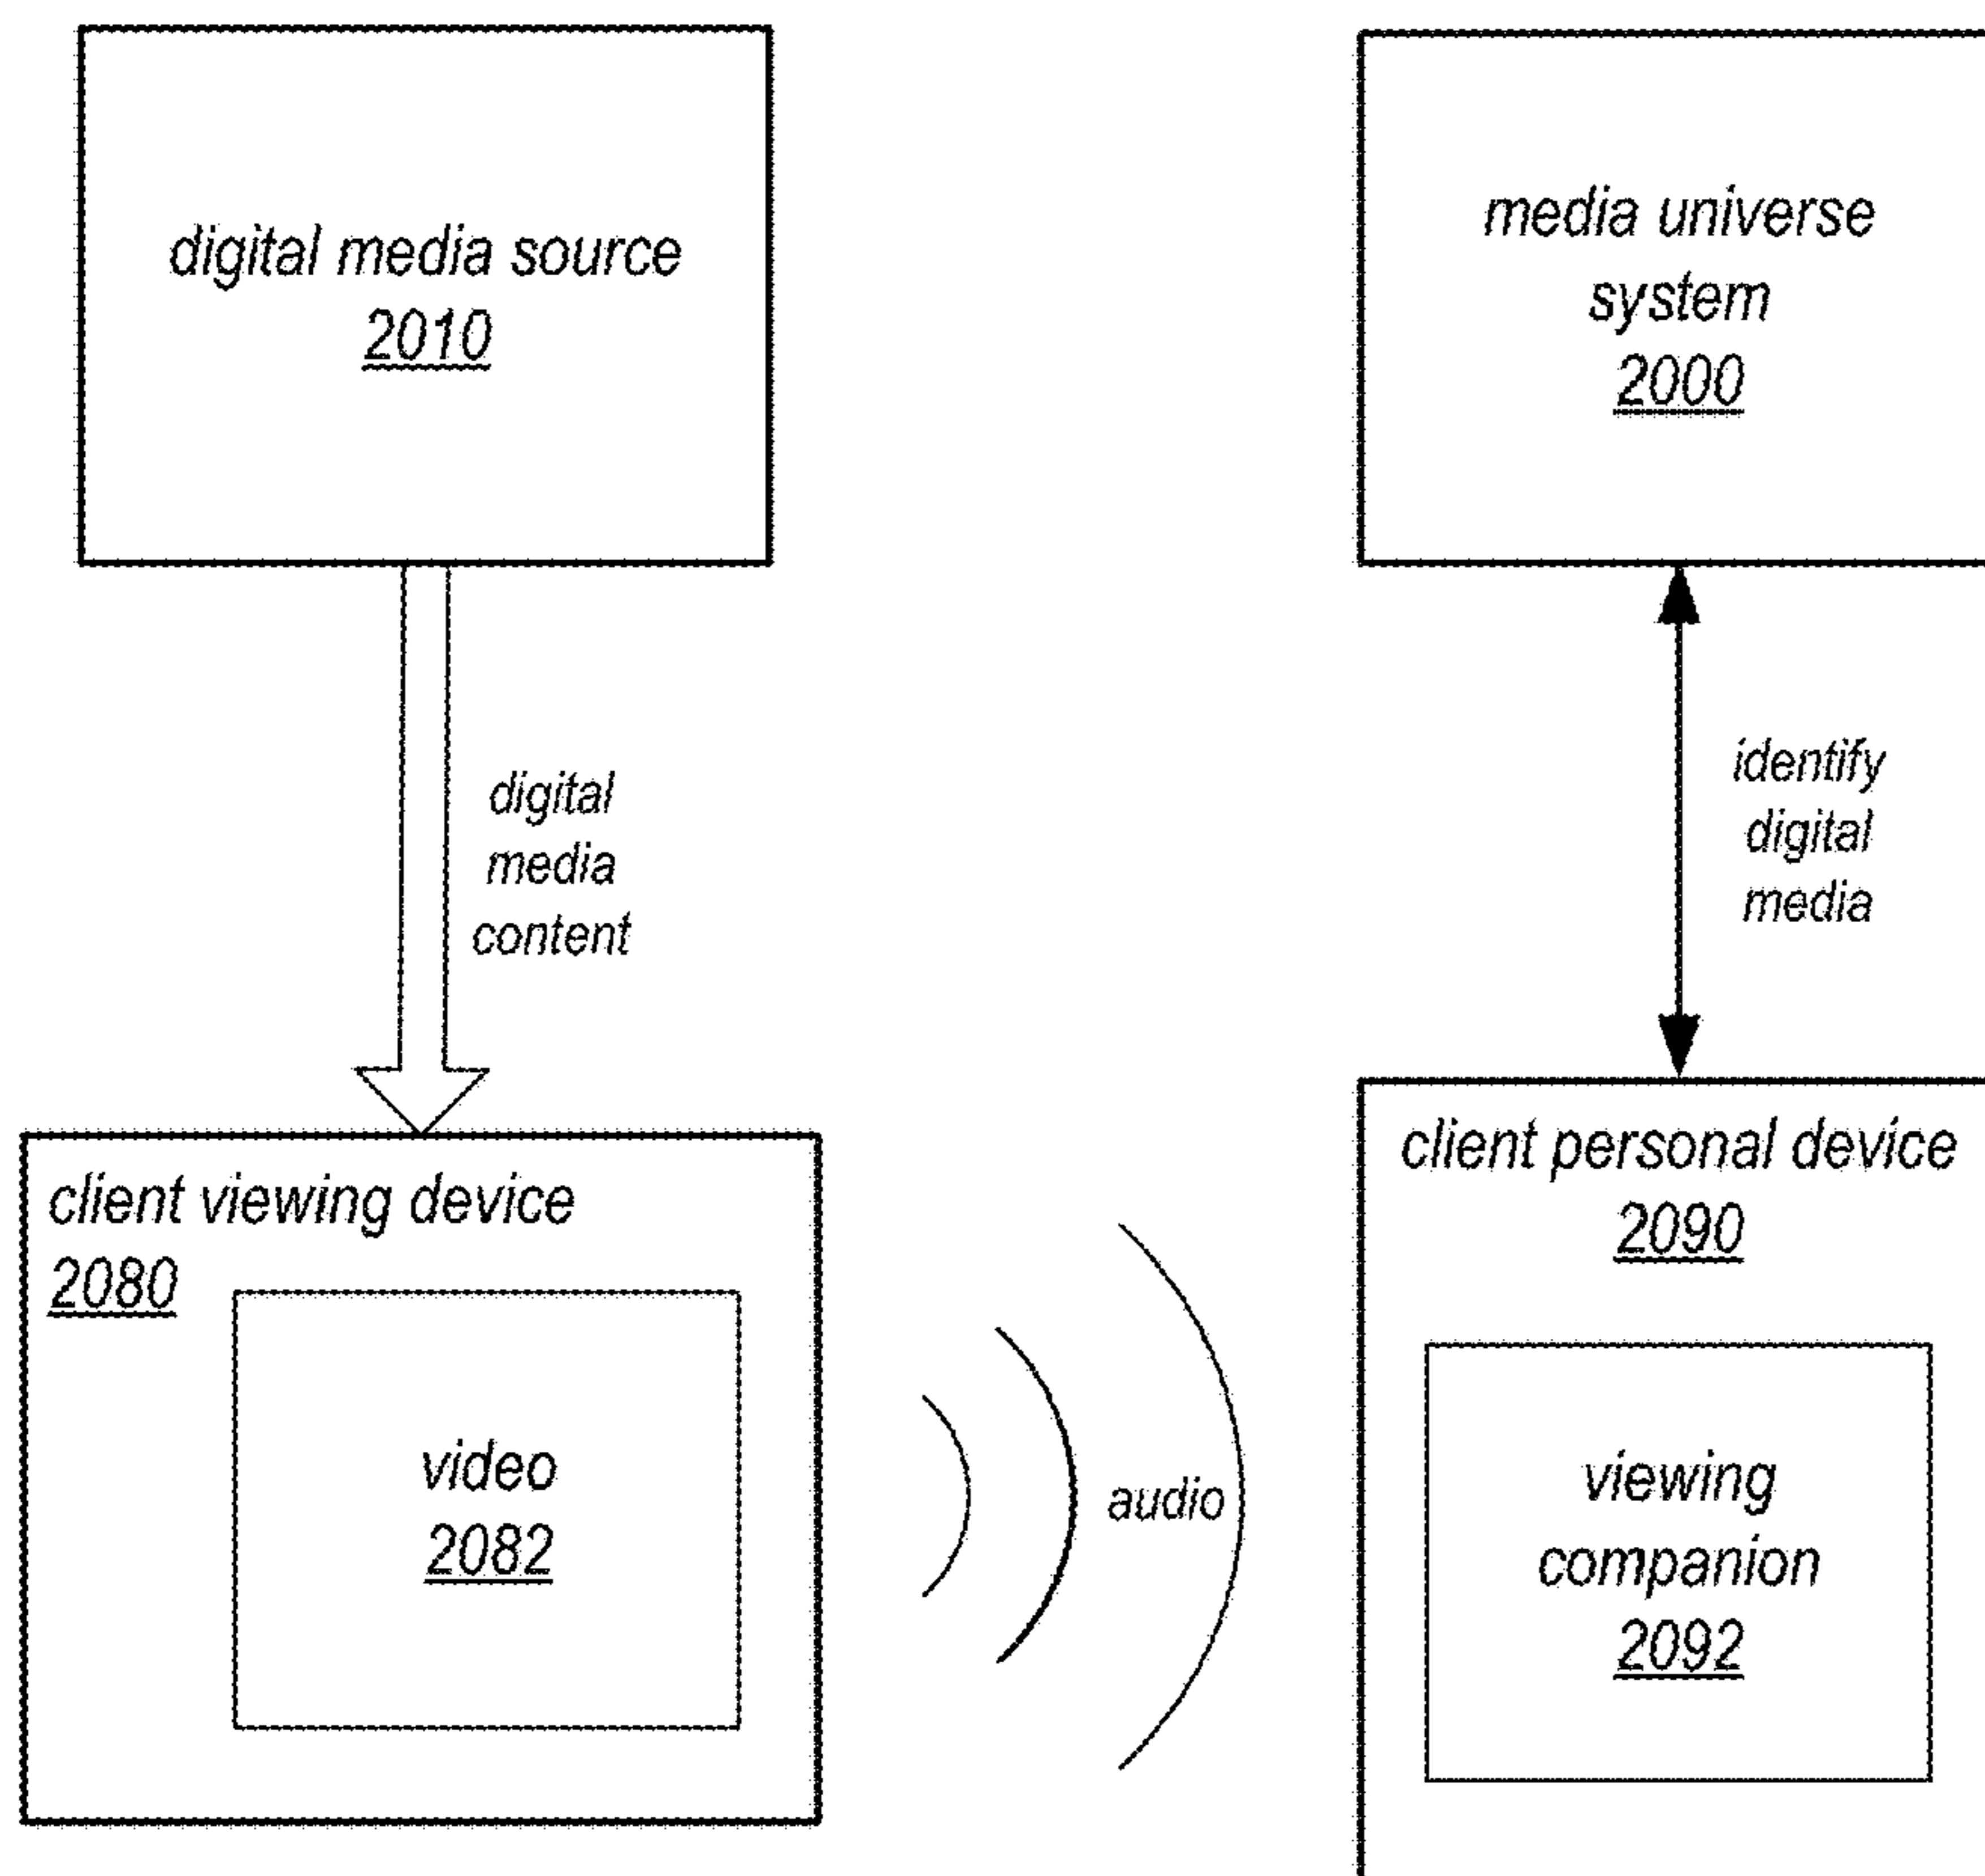 digital media source
2010
media universe
system
2000
digital
media
content
identify
digital
media
client viewing device
2080
video
2082
audio
client personal device
2090
viewing
companion
2092